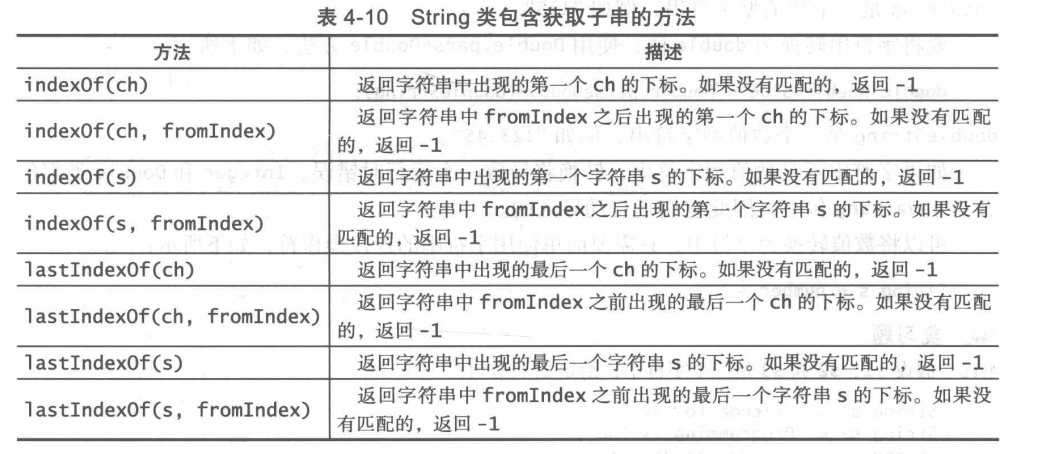 表 4-10 String 类包含获取子串的方法
方法 描述
indexOf(ch) 返回字符串中出现的第一个 ch 的下标。如果没有匹配的，返回 -1
indexOf(ch, fromIndex) 返回字符串中 fromIndex 之后出现的第一个 ch 的下标。如果没有匹配
的，返回 -1
indexOf(s) 返回字符串中出现的第一个字符串 s 的下标。如果没有匹配的，返回 -1
indexOf(s, fromIndex) 返回字符串中 fromIndex 之后出现的第一个字符串 s 的下标。如果没有
匹配的，返回 -1
lastIndexOf(ch) 返回字符串中出现的最后一个 ch 的下标。如果没有匹配的，返回 -1
lastIndexOf(ch, fromIndex) 返回字符串中 fromIndex 之前出现的最后一个 ch 的下标。如果没有匹配
的，返回 -1
lastIndexOf(s) 返回字符串中出现的最后一个字符串 s 的下标。如果没有匹配的，返回 -1
lastIndexOf(s, fromIndex) 返回字符串中 fromIndex 之前出现的最后一个字符串 s 的下标。如果没
有匹配的，返回 -1